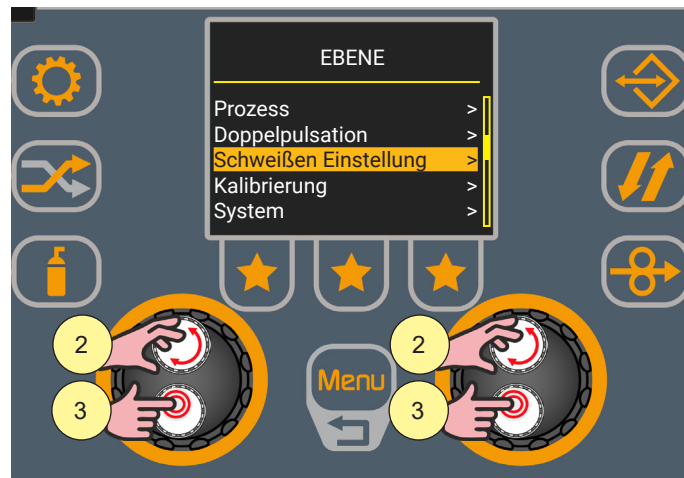 EBENE
Prozess >
Doppelpulsation >
Schweißen Einstellung >
Kalibrierung >
System >
2
2
3
Menu
3